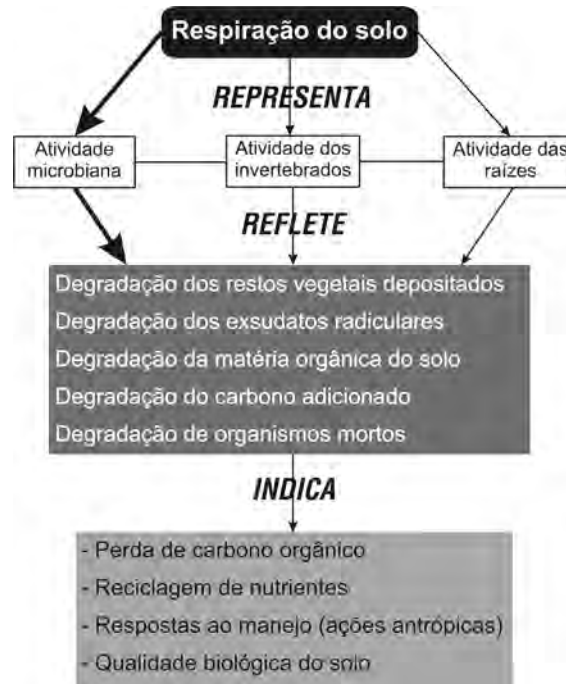 Respiração do solo
REPRESENTA
Atividade
microbiana
Atividade dos
invertebrados
Atividade das
raízes
REFLETE
Degradação dos restos vegetais depositados
Degradação dos exsudatos radiculares
Degradação da matéria orgânica do solo
Degradação do carbono adicionado
Degradação de organismos mortos
INDICA
- Perda de carbono orgânico
- Reciclagem de nutrientes
- Respostas ao manejo (ações antrópicas)
- Qualidade biológica do solo